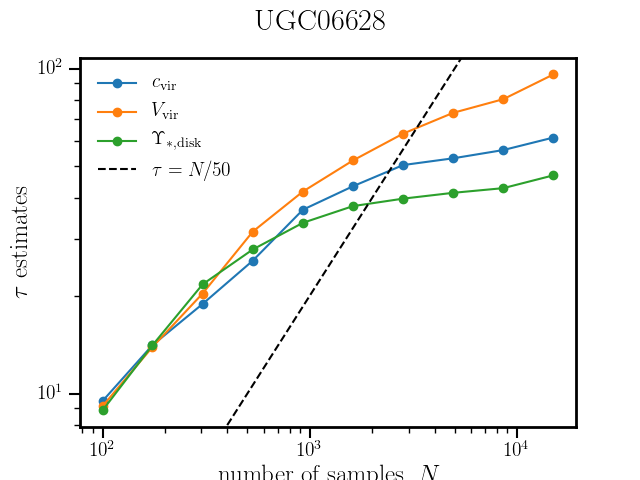 UGC06628
10²
c_vir
V_vir
Υ_*,disk
τ = N/50
τ estimates
10¹
10² 10³ 10⁴
number of samples, N